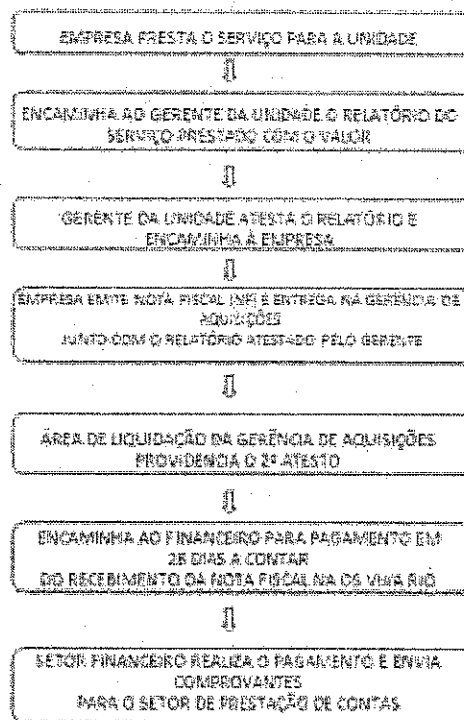 EMPRESA PRESTA O SERVIÇO PARA A UNIDADE
ENCAMINHA AO GERENTE DA UNIDADE O RELATÓRIO DO
SERVIÇO PRESTADO COM O VALOR
GERENTE DA UNIDADE ATESTA O RELATÓRIO E
ENCAMINHA À EMPRESA
EMPRESA EMITE NOTA FISCAL (NF) E ENTREGA NA GERÊNCIA DE
AQUISIÇÕES
JUNTO COM O RELATÓRIO ATESTADO PELO GERENTE
ÁREA DE LIQUIDAÇÃO DA GERÊNCIA DE AQUISIÇÕES
PROVIDENCIA O 2º ATESTO
ENCAMINHA AO FINANCEIRO PARA PAGAMENTO EM
DIAS A CONTAR
DO RECEBIMENTO DA NOTA FISCAL NA OS VIVA RIO
SETOR FINANCEIRO REALIZA O PAGAMENTO E ENVIA
COMPROVANTES
PARA O SETOR DE PRESTAÇÃO DE CONTAS